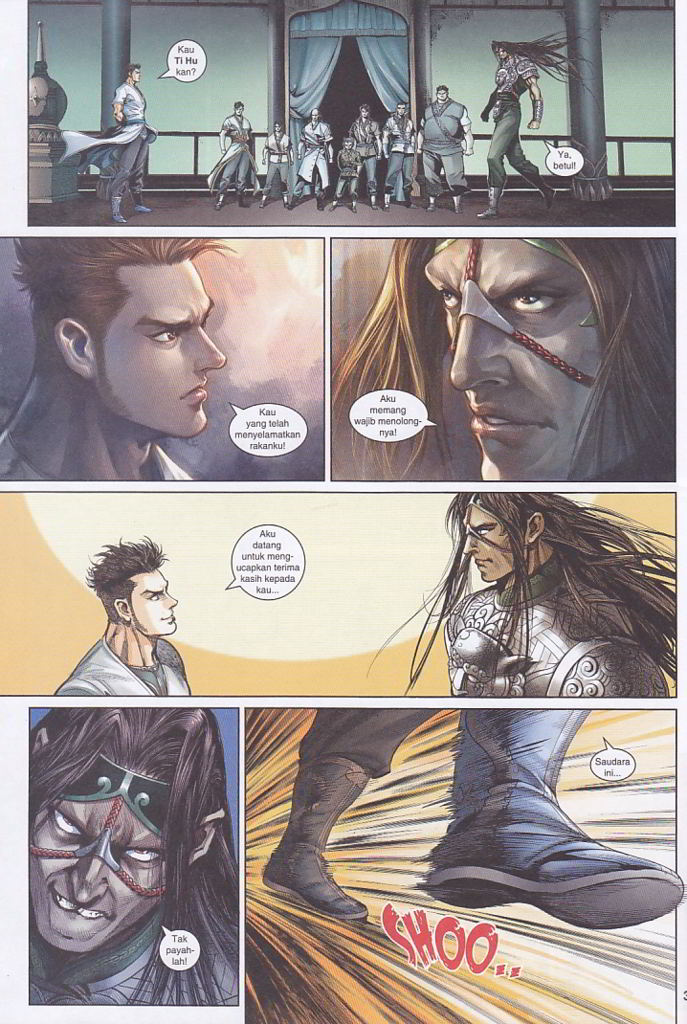 Kau
Ti Hu
kan?
Ya,
betul!
Kau
yang telah
menyelamatkan
rakanku!
Aku
memang
wajib menolong-
nya!
Aku
datang
untuk meng-
ucapkan terima
kasih kepada
kau...
Tak
payah-
lah!
Saudara
ini...
SHOO..
3